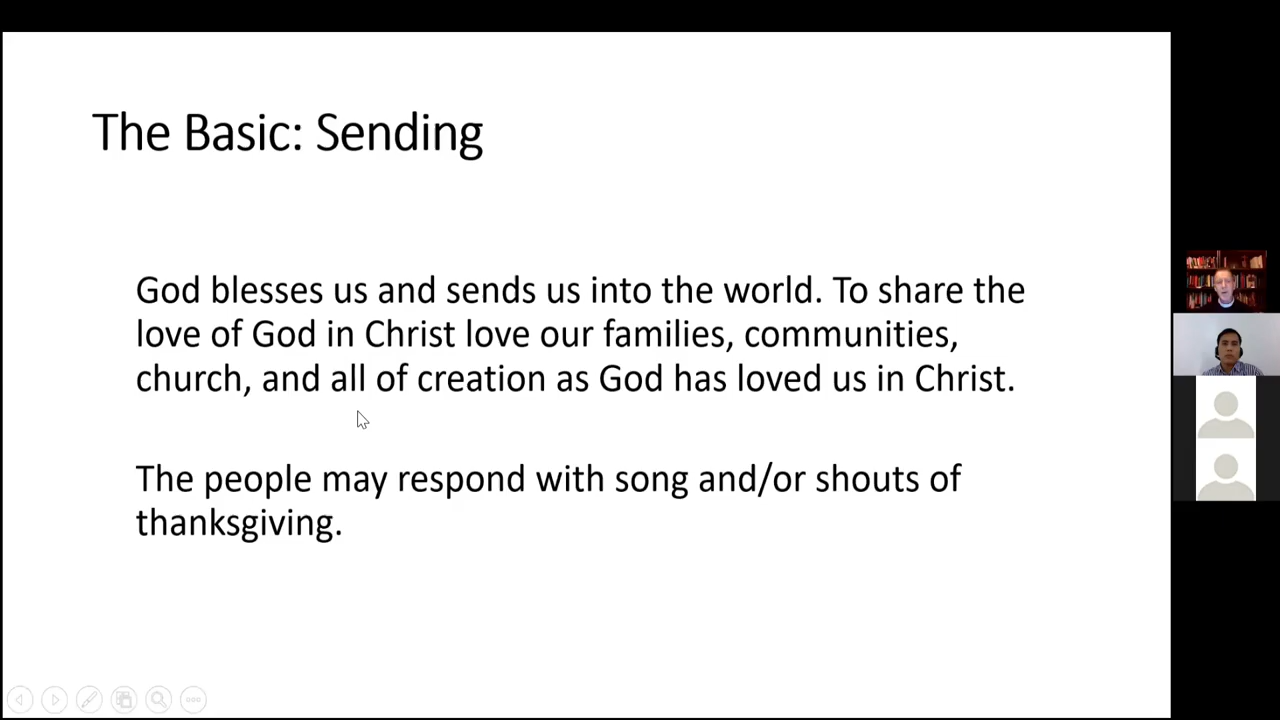 The Basic: Sending
God blesses us and sends us into the world. To share the
love of God in Christ love our families, communities,
church, and all of creation as God has loved us in Christ.
The people may respond with song and/or shouts of
thanksgiving.